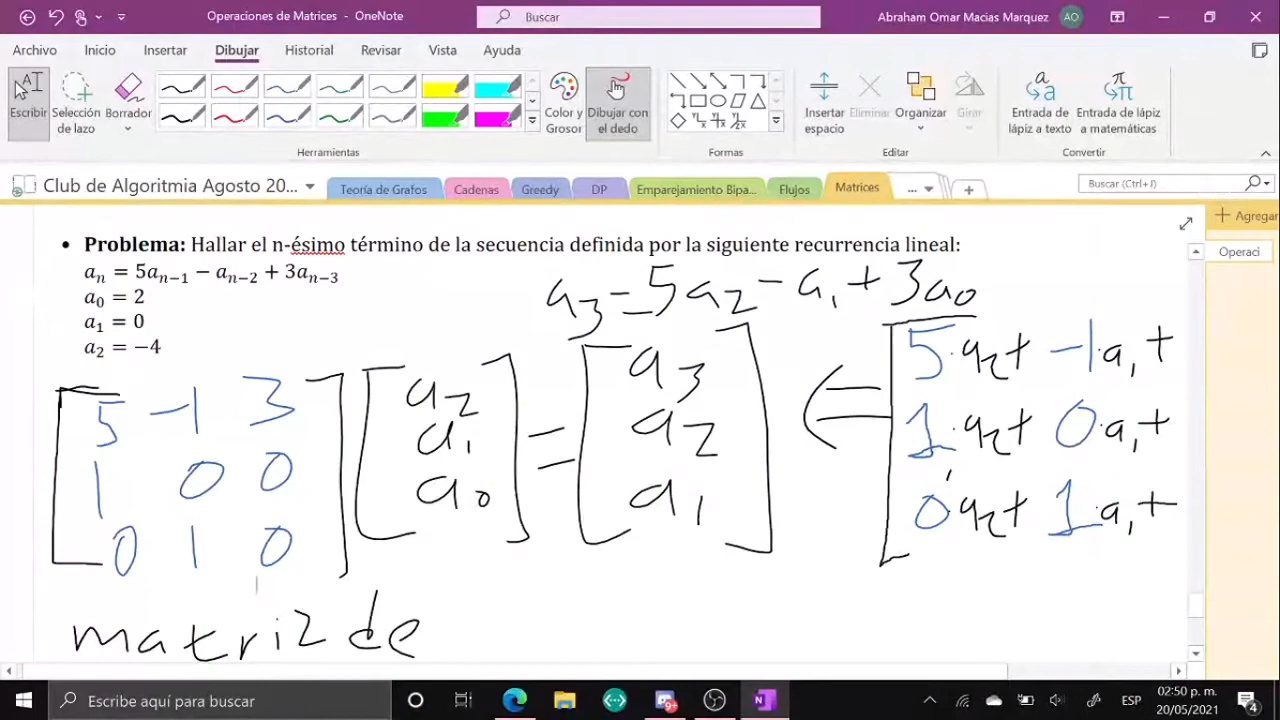 Operaciones de Matrices - OneNote
Buscar
Abraham Omar Macias Marquez AO
Archivo Inicio Insertar Dibujar Historial Revisar Vista Ayuda
Escribir
Selección de lazo
Borrador
Color y Grosor
Dibujar con el dedo
Insertar espacio
Eliminar
Organizar
Girar
Entrada de lápiz a texto
Entrada de lápiz a matemáticas
Herramientas
Formas
Editar
Convertir
Club de Algoritmia Agosto 20...
Teoría de Grafos
Cadenas
Greedy
DP
Emparejamiento Bipa...
Flujos
Matrices
...
Buscar (Ctrl+J)
Agregar
Operaci
• Problema: Hallar el n-ésimo término de la secuencia definida por la siguiente recurrencia lineal:
aₙ = 5aₙ₋₁ − aₙ₋₂ + 3aₙ₋₃
a₀ = 2
a₁ = 0
a₂ = −4
a₃ = 5a₂ − a₁ + 3a₀
5 -1 3
1 0 0
0 1 0
a₂
a₁
a₀
=
a₃
a₂
a₁
5·a₂+ -1·a₁+
1·a₂+ 0·a₁+
0·a₂+ 1·a₁+
matriz de
Escribe aquí para buscar
ESP
02:50 p. m.
20/05/2021
4